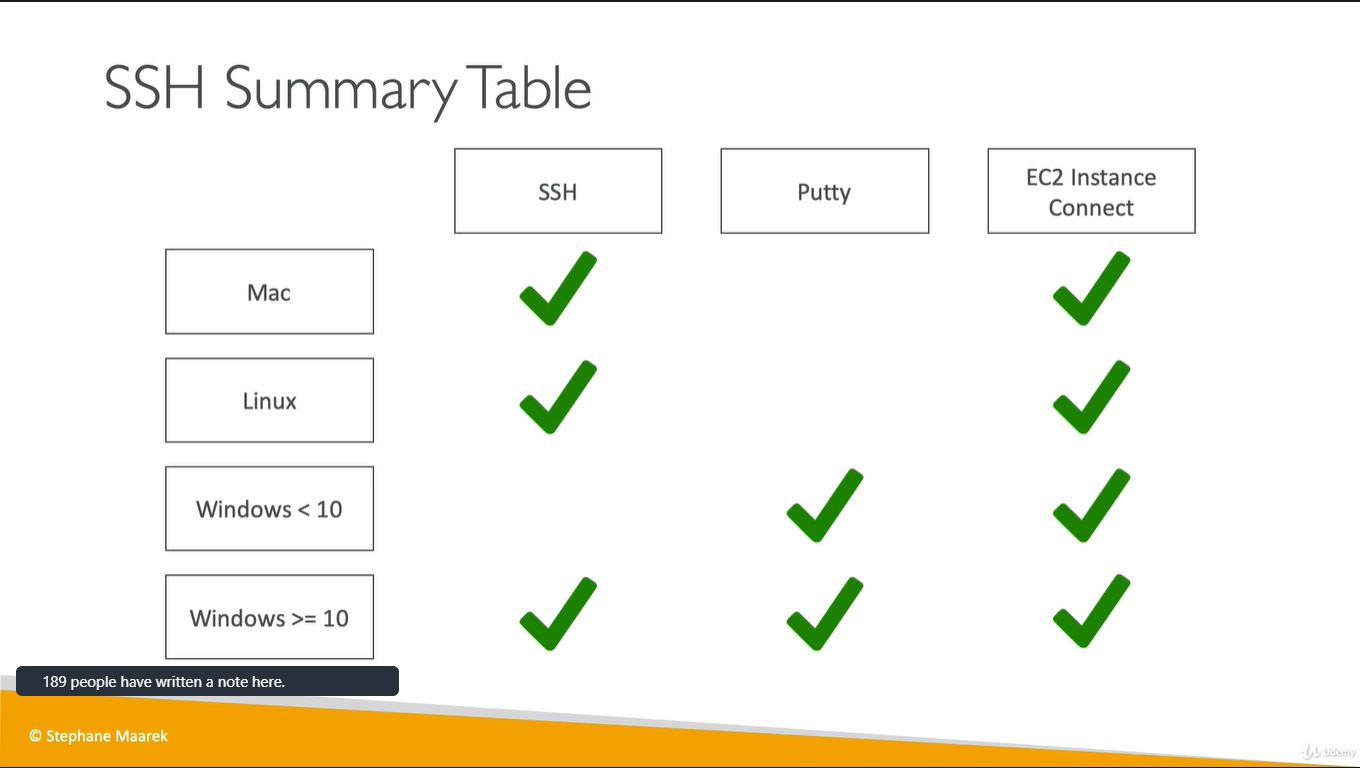 SSH Summary Table
SSH
Putty
EC2 Instance
Connect
Mac
Linux
Windows < 10
Windows >= 10
189 people have written a note here.
© Stephane Maarek
Udemy